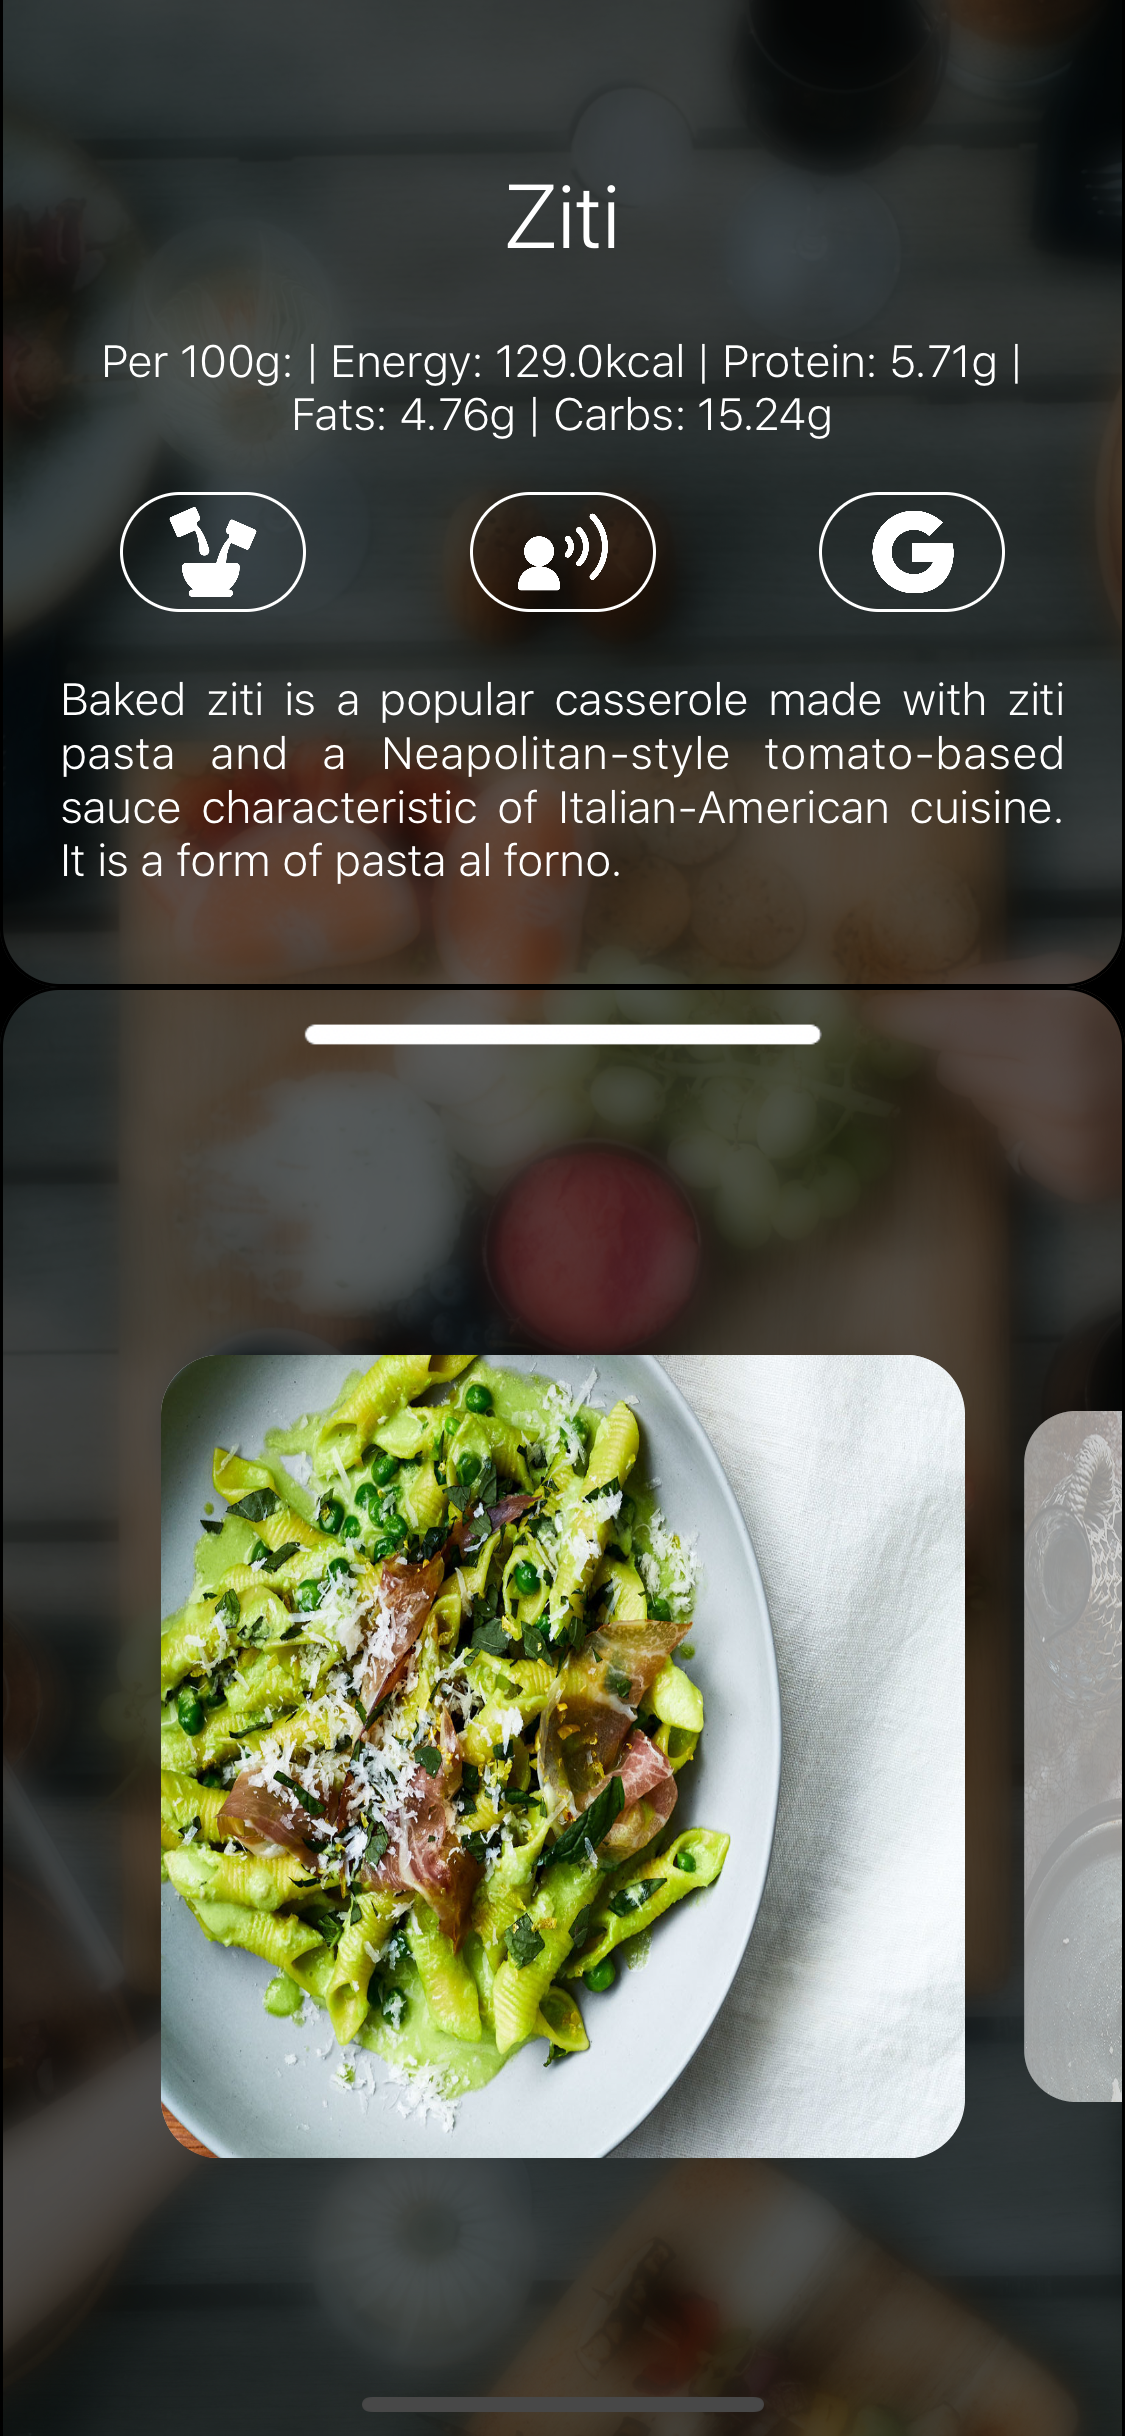 Ziti
Per 100g: | Energy: 129.0kcal | Protein: 5.71g |
Fats: 4.76g | Carbs: 15.24g
G
Baked ziti is a popular casserole made with ziti
pasta and a Neapolitan-style tomato-based
sauce characteristic of Italian-American cuisine.
It is a form of pasta al forno.